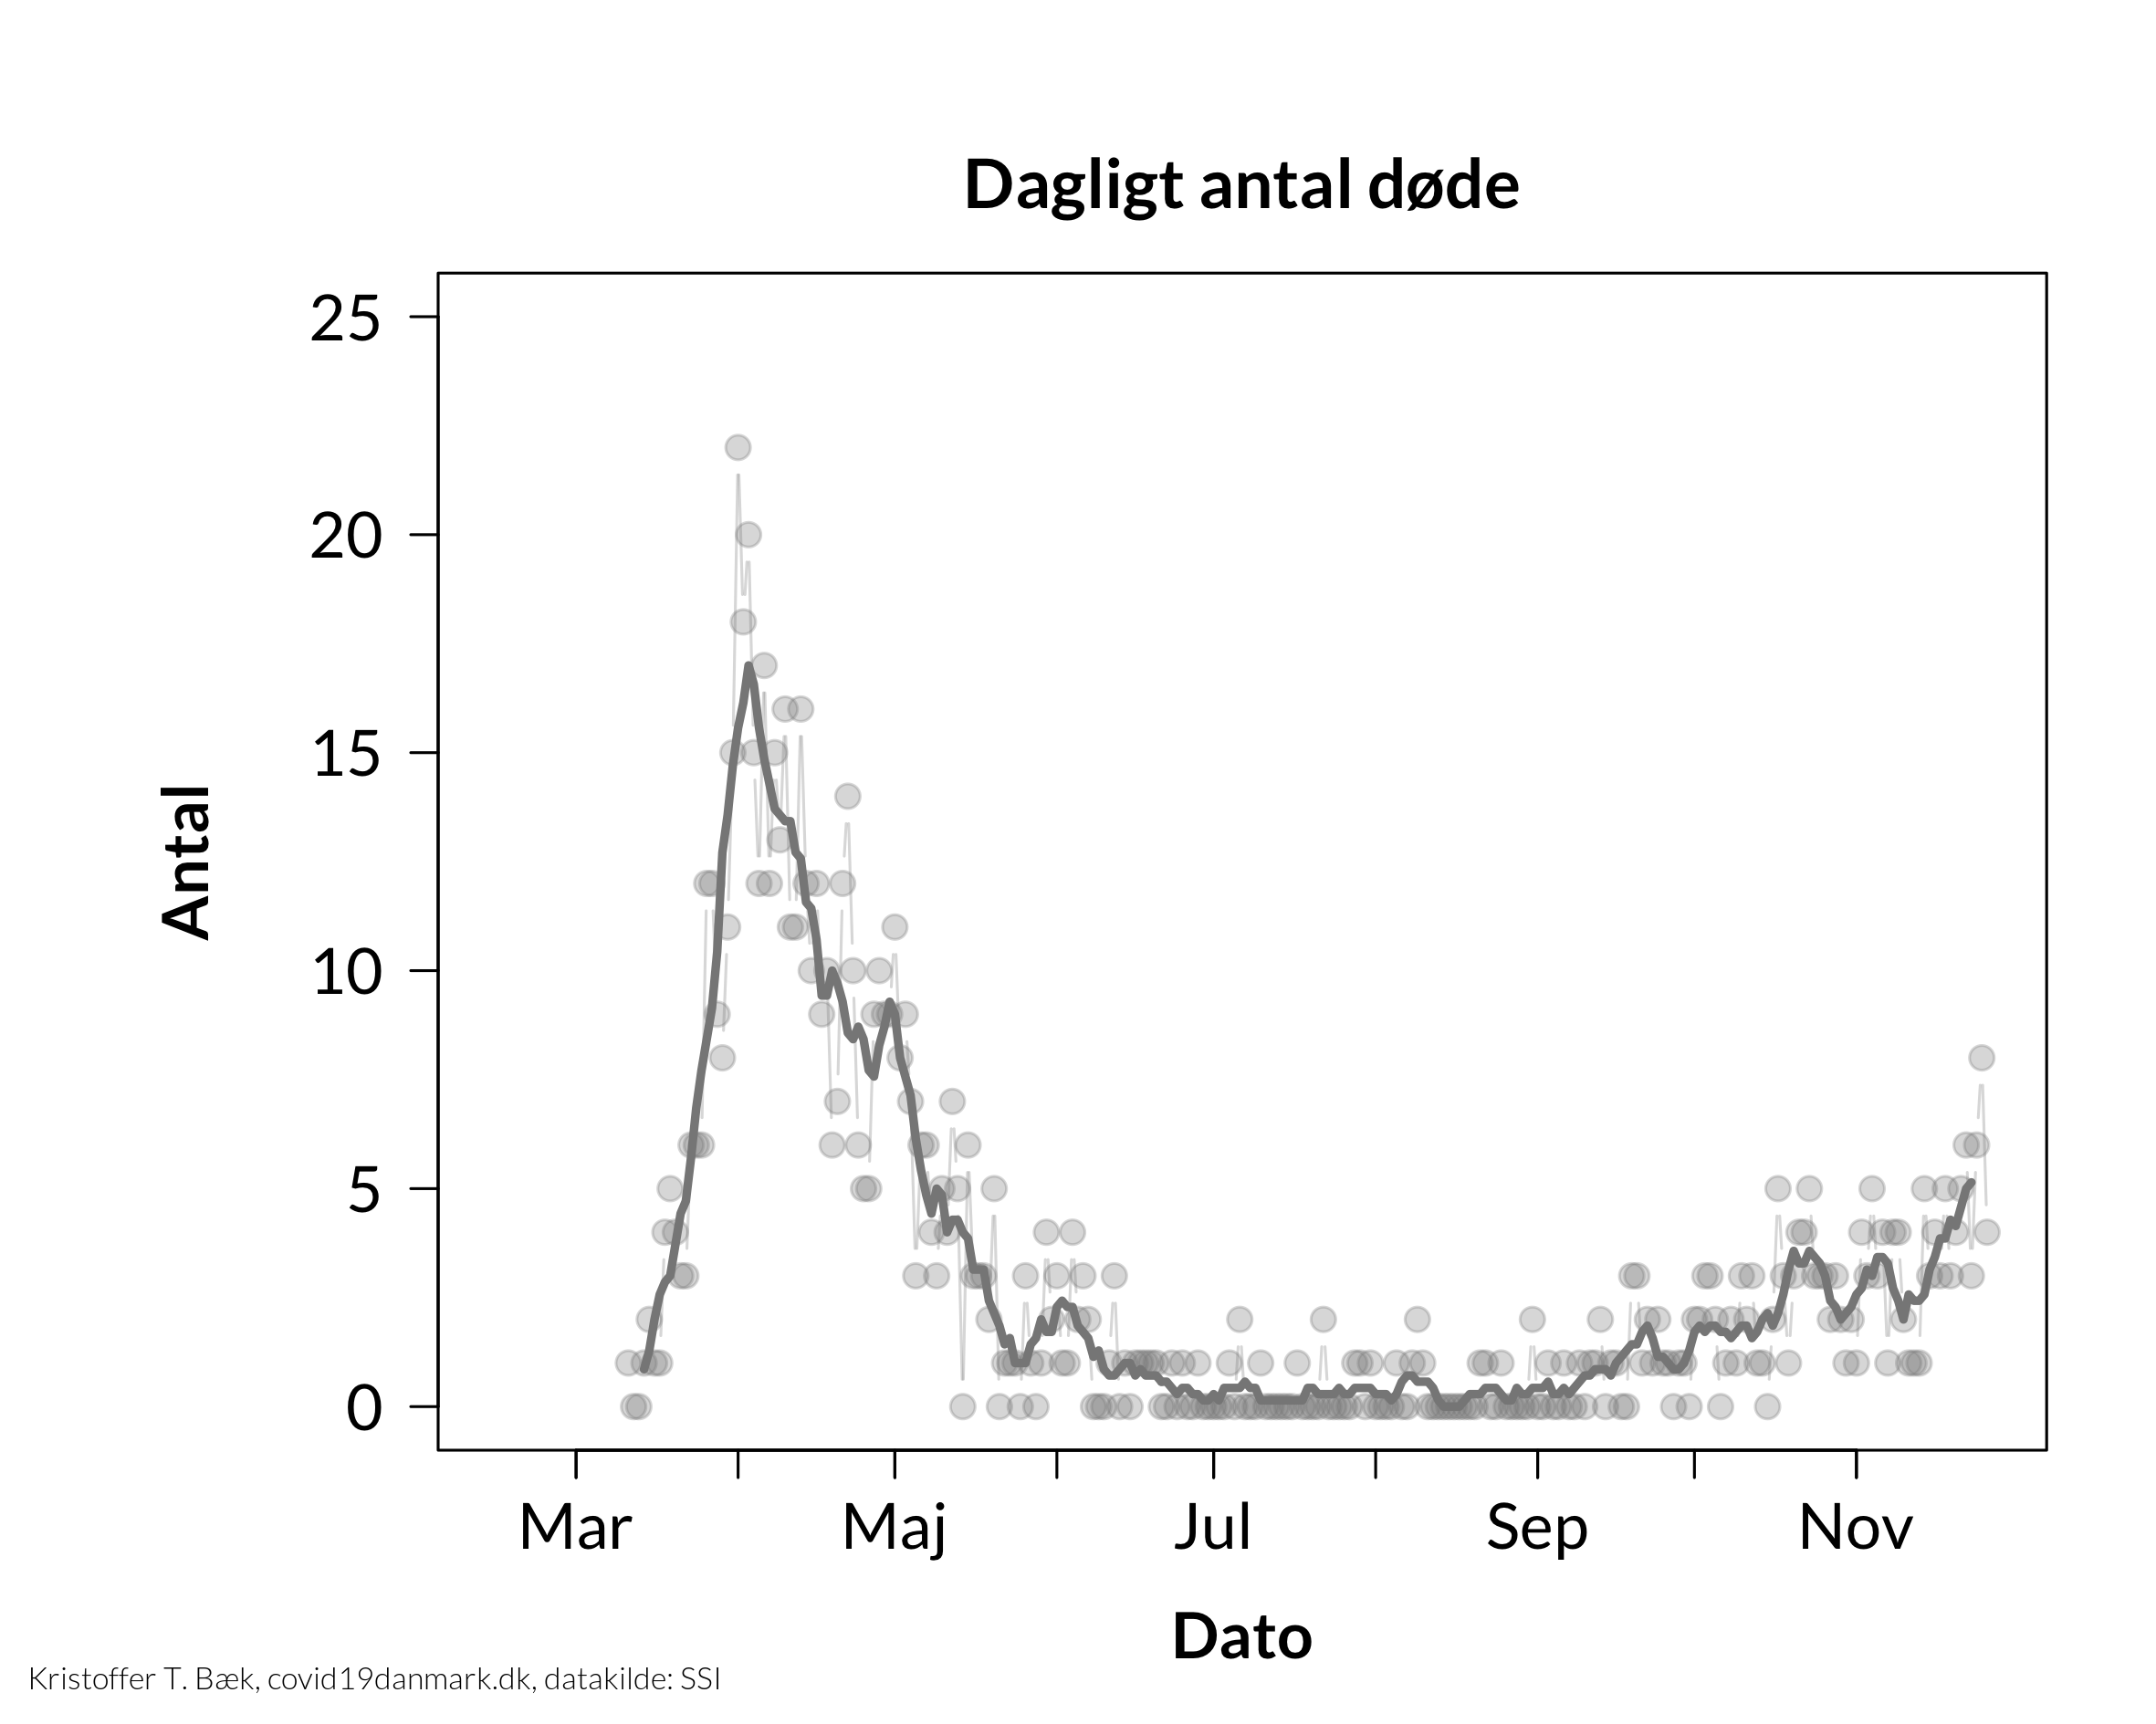 Dagligt antal døde
25
20
15
10
5
0
Antal
Mar Maj Jul Sep Nov
Dato
Kristoffer T. Bæk, covid19danmark.dk, datakilde: SSI